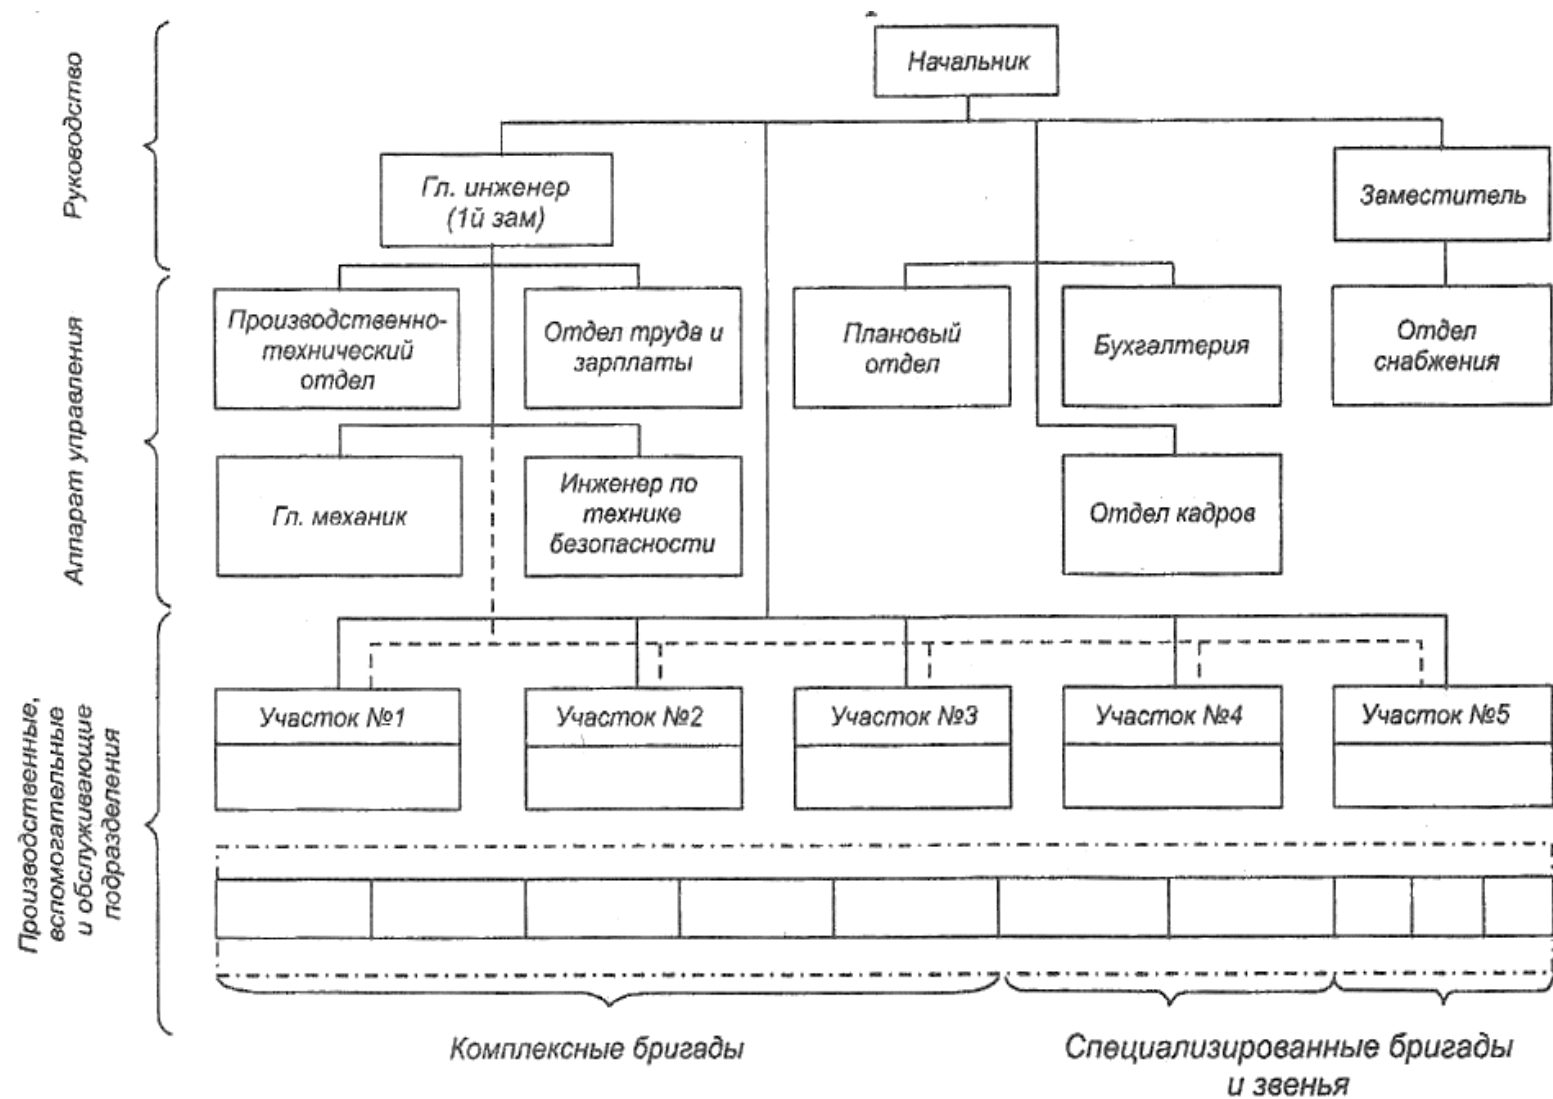 Начальник
Руководство
Гл. инженер
(1й зам)
Заместитель
Аппарат управления
Производственно-
технический
отдел
Отдел труда и
зарплаты
Плановый
отдел
Бухгалтерия
Отдел
снабжения
Гл. механик
Инженер по
технике
безопасности
Отдел кадров
Производственные,
вспомогательные
и обслуживающие
подразделения
Участок №1
Участок №2
Участок №3
Участок №4
Участок №5
Комплексные бригады
Специализированные бригады
и звенья